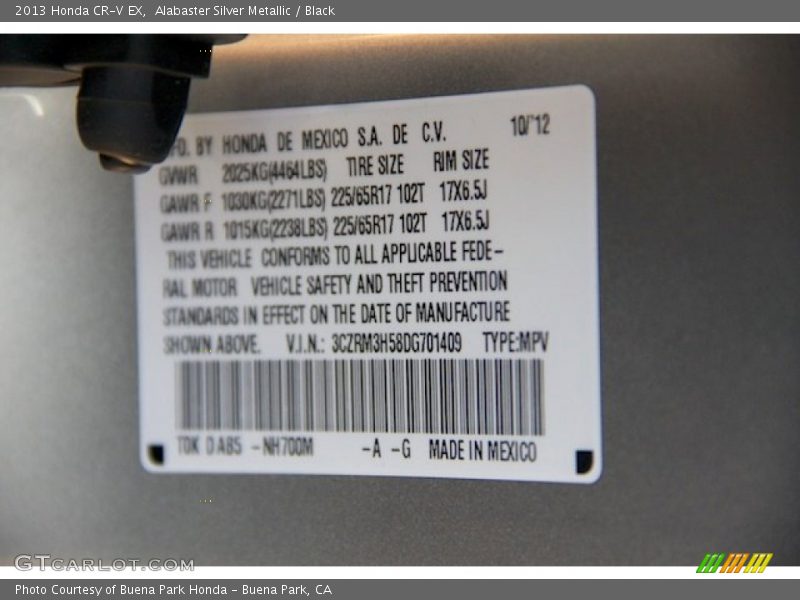 2013 Honda CR-V EX, Alabaster Silver Metallic / Black
BY HONDA DE MEXICO S.A. DE C.V. 10/'12
GVWR 2025KG(4464LBS) TIRE SIZE RIM SIZE
GAWR F 1030KG(2271LBS) 225/65R17 102T 17X6.5J
GAWR R 1015KG(2238LBS) 225/65R17 102T 17X6.5J
THIS VEHICLE CONFORMS TO ALL APPLICABLE FEDE-
RAL MOTOR VEHICLE SAFETY AND THEFT PREVENTION
STANDARDS IN EFFECT ON THE DATE OF MANUFACTURE
SHOWN ABOVE. V.I.N.: 3CZRM3H58DG701409 TYPE:MPV
NH700M -A -G MADE IN MEXICO
GTCARLOT.COM
Photo Courtesy of Buena Park Honda - Buena Park, CA